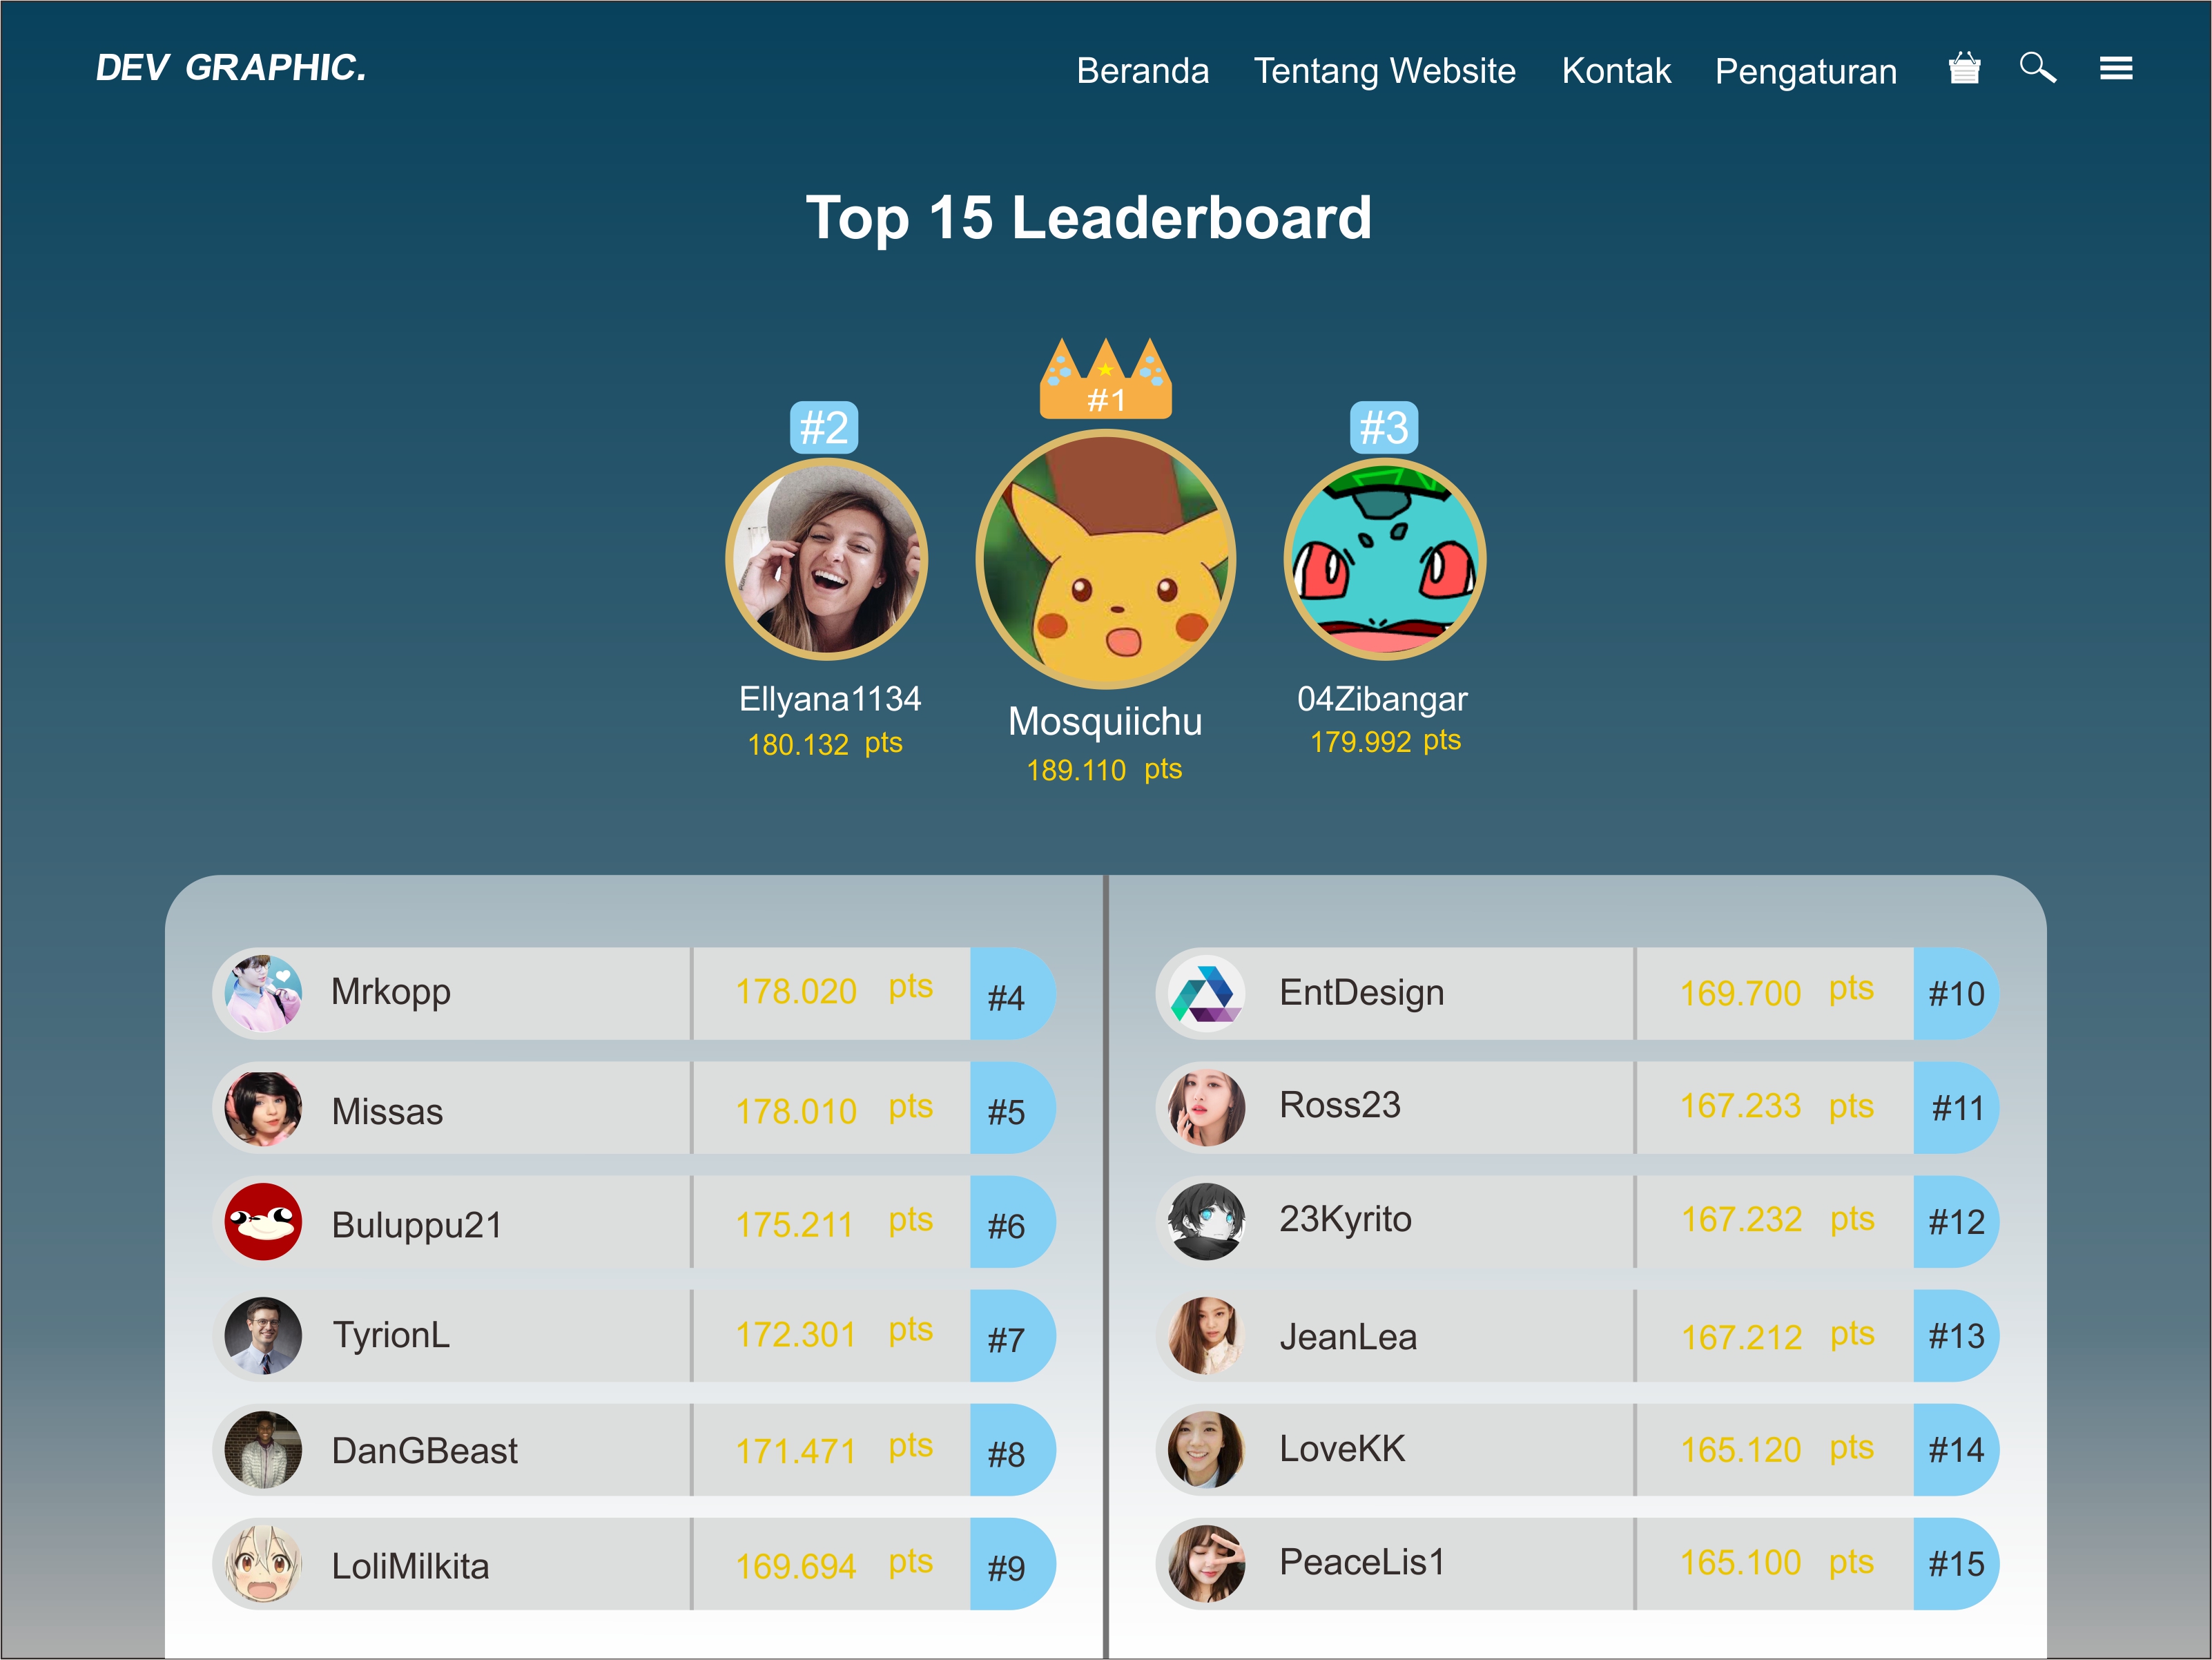 DEV GRAPHIC.
Beranda Tentang Website Kontak Pengaturan
Top 15 Leaderboard
#1
#2
#3
Ellyana1134
180.132 pts
Mosquiichu
189.110 pts
04Zibangar
179.992 pts
Mrkopp 178.020 pts #4
Missas 178.010 pts #5
Buluppu21 175.211 pts #6
TyrionL 172.301 pts #7
DanGBeast 171.471 pts #8
LoliMilkita 169.694 pts #9
EntDesign 169.700 pts #10
Ross23 167.233 pts #11
23Kyrito 167.232 pts #12
JeanLea 167.212 pts #13
LoveKK 165.120 pts #14
PeaceLis1 165.100 pts #15